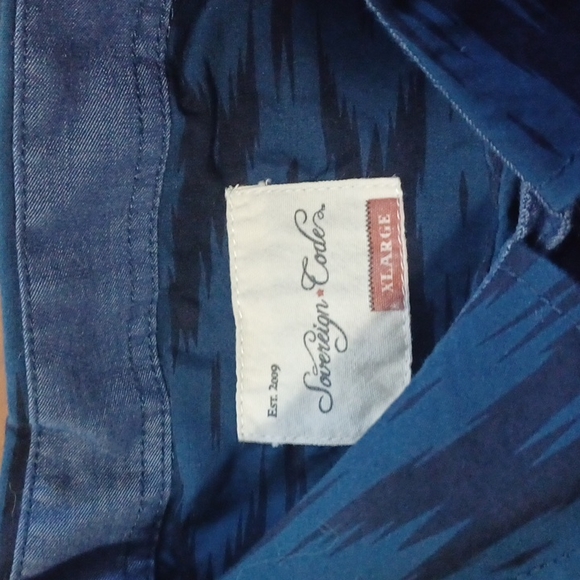 Est. 2009
Sovereign Code
XLARGE